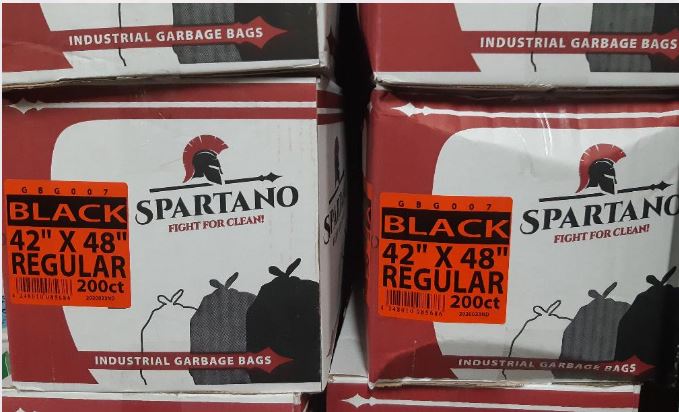 INDUSTRIAL GARBAGE BAGS
INDUSTRIAL GARBAGE BAGS
GBG007
BLACK
42" X 48"
REGULAR
200ct
SPARTANO
FIGHT FOR CLEAN!
INDUSTRIAL GARBAGE BAGS
GBG007
BLACK
42" X 48"
REGULAR
200ct
SPARTANO
FIGHT FOR CLEAN!
INDUSTRIAL GARBAGE BAGS